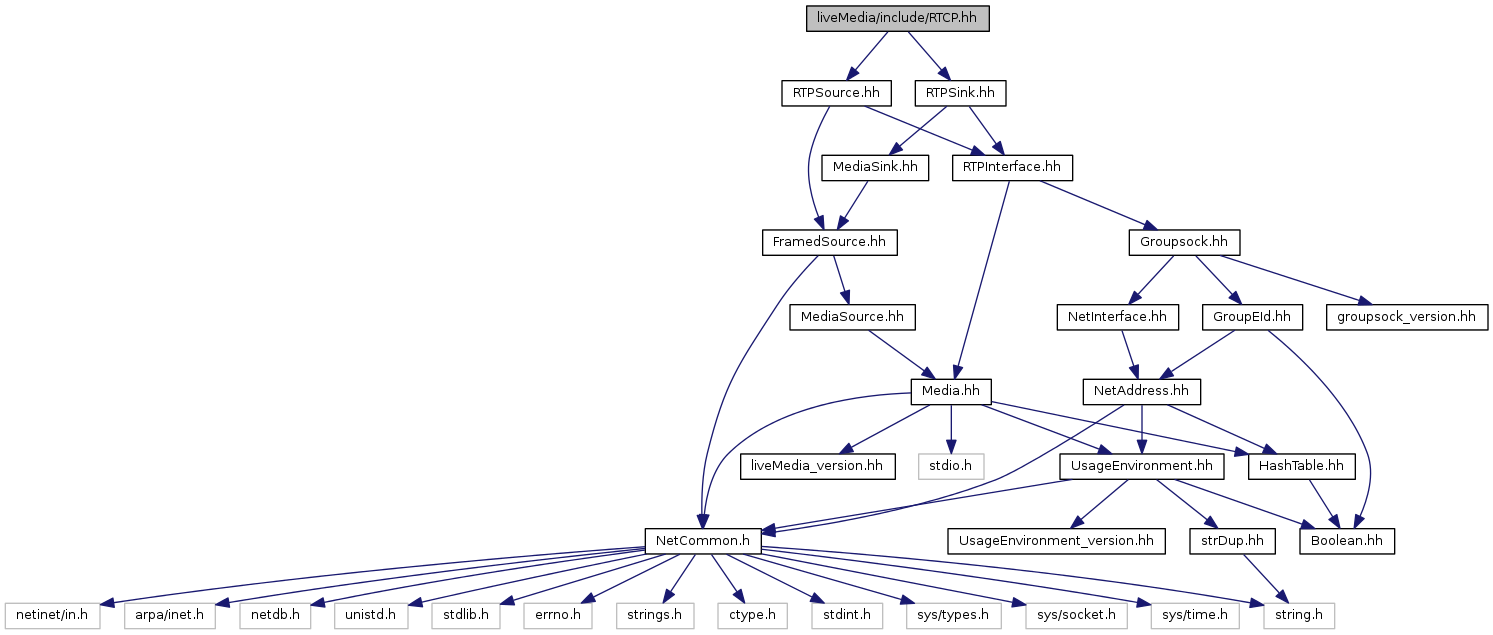 liveMedia/include/RTCP.hh
RTPSource.hh
RTPSink.hh
MediaSink.hh
RTPInterface.hh
FramedSource.hh
Groupsock.hh
MediaSource.hh
NetInterface.hh
GroupEId.hh
groupsock_version.hh
Media.hh
NetAddress.hh
liveMedia_version.hh
stdio.h
UsageEnvironment.hh
HashTable.hh
NetCommon.h
UsageEnvironment_version.hh
strDup.hh
Boolean.hh
netinet/in.h
arpa/inet.h
netdb.h
unistd.h
stdlib.h
errno.h
strings.h
ctype.h
stdint.h
sys/types.h
sys/socket.h
sys/time.h
string.h